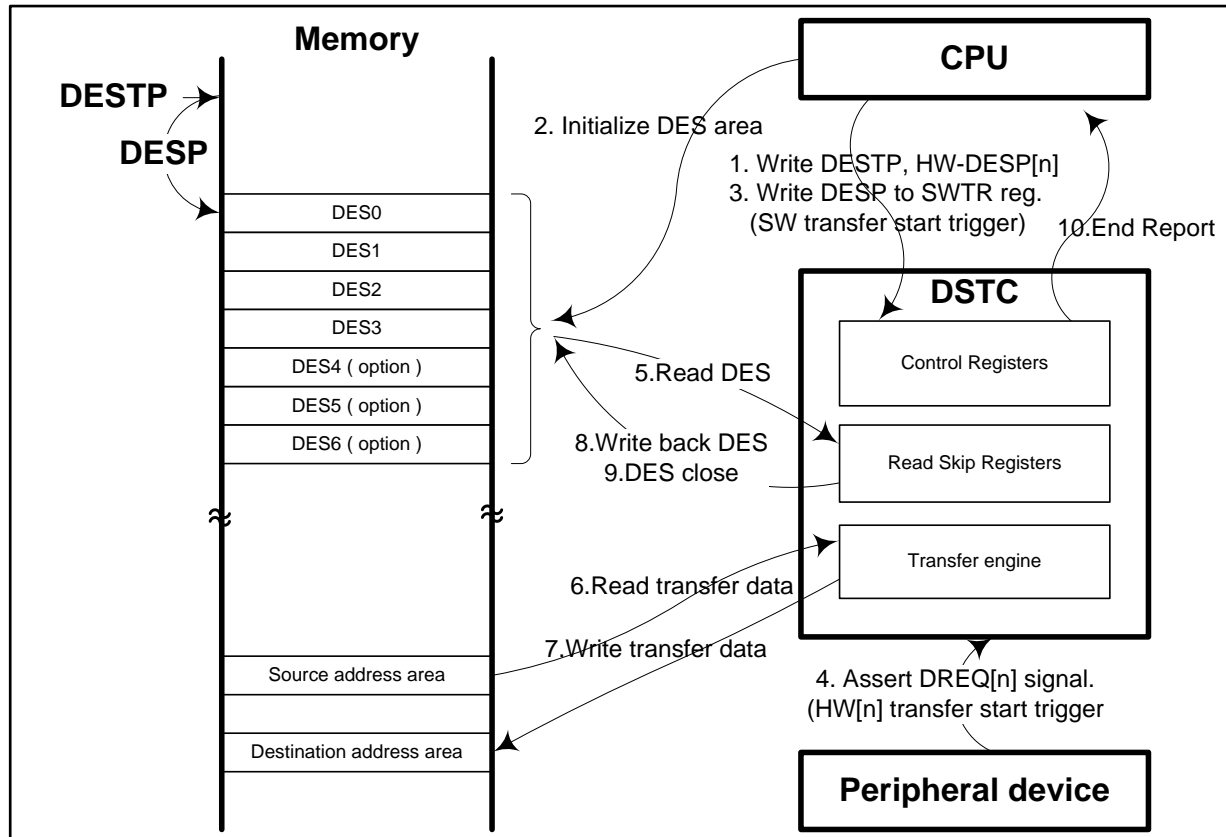 Memory
DESTP
DESP
DES0
DES1
DES2
DES3
DES4 ( option )
DES5 ( option )
DES6 ( option )
Source address area
Destination address area
CPU
2. Initialize DES area
1. Write DESTP, HW-DESP[n]
3. Write DESP to SWTR reg.
(SW transfer start trigger)
10.End Report
DSTC
Control Registers
5.Read DES
8.Write back DES
9.DES close
Read Skip Registers
Transfer engine
6.Read transfer data
7.Write transfer data
4. Assert DREQ[n] signal.
(HW[n] transfer start trigger
Peripheral device